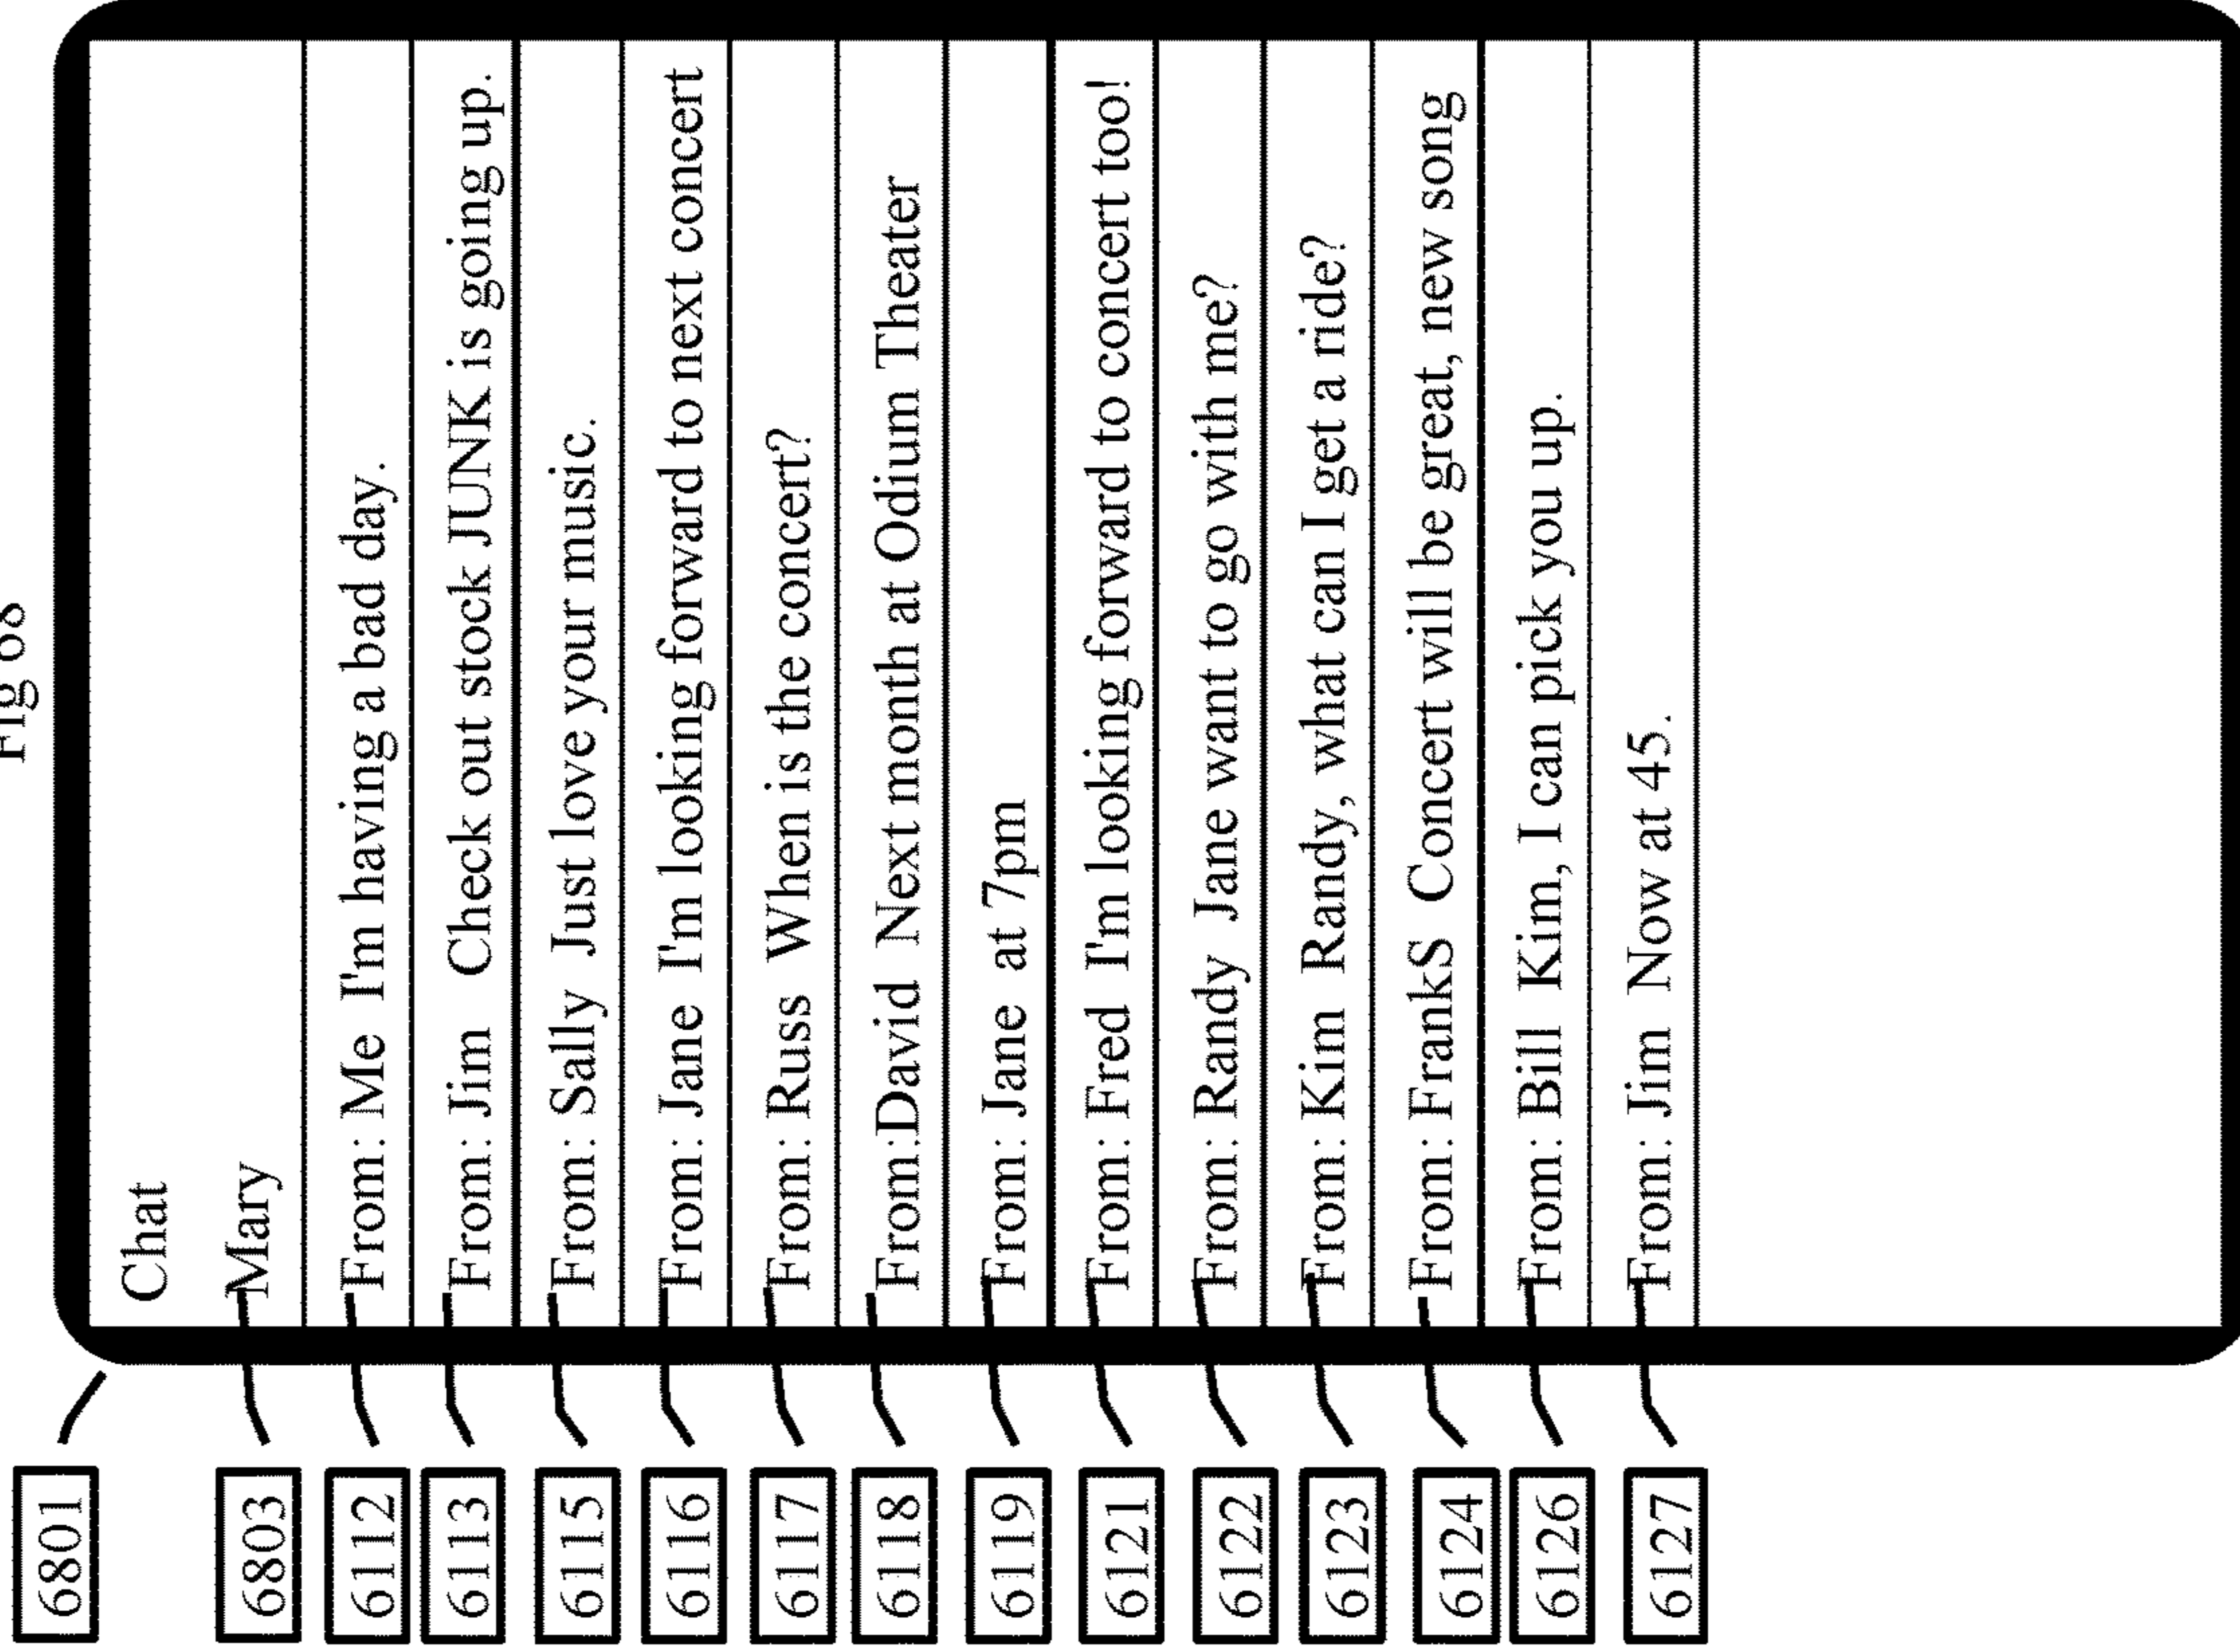 Fig 68
Chat
Mary
From: Me I'm having a bad day.
From: Jim Check out stock JUNK is going up.
From: Sally Just love your music.
From: Jane I'm looking forward to next concert
From: Russ When is the concert?
From:David Next month at Odium Theater
From: Jane at 7pm
From: Fred I'm looking forward to concert too!
From: Randy Jane want to go with me?
From: Kim Randy, what can I get a ride?
From: FrankS Concert will be great, new song
From: Bill Kim, I can pick you up.
From: Jim Now at 45.
6801
6803
6112
6113
6115
6116
6117
6118
6119
6121
6122
6123
6124
6126
6127